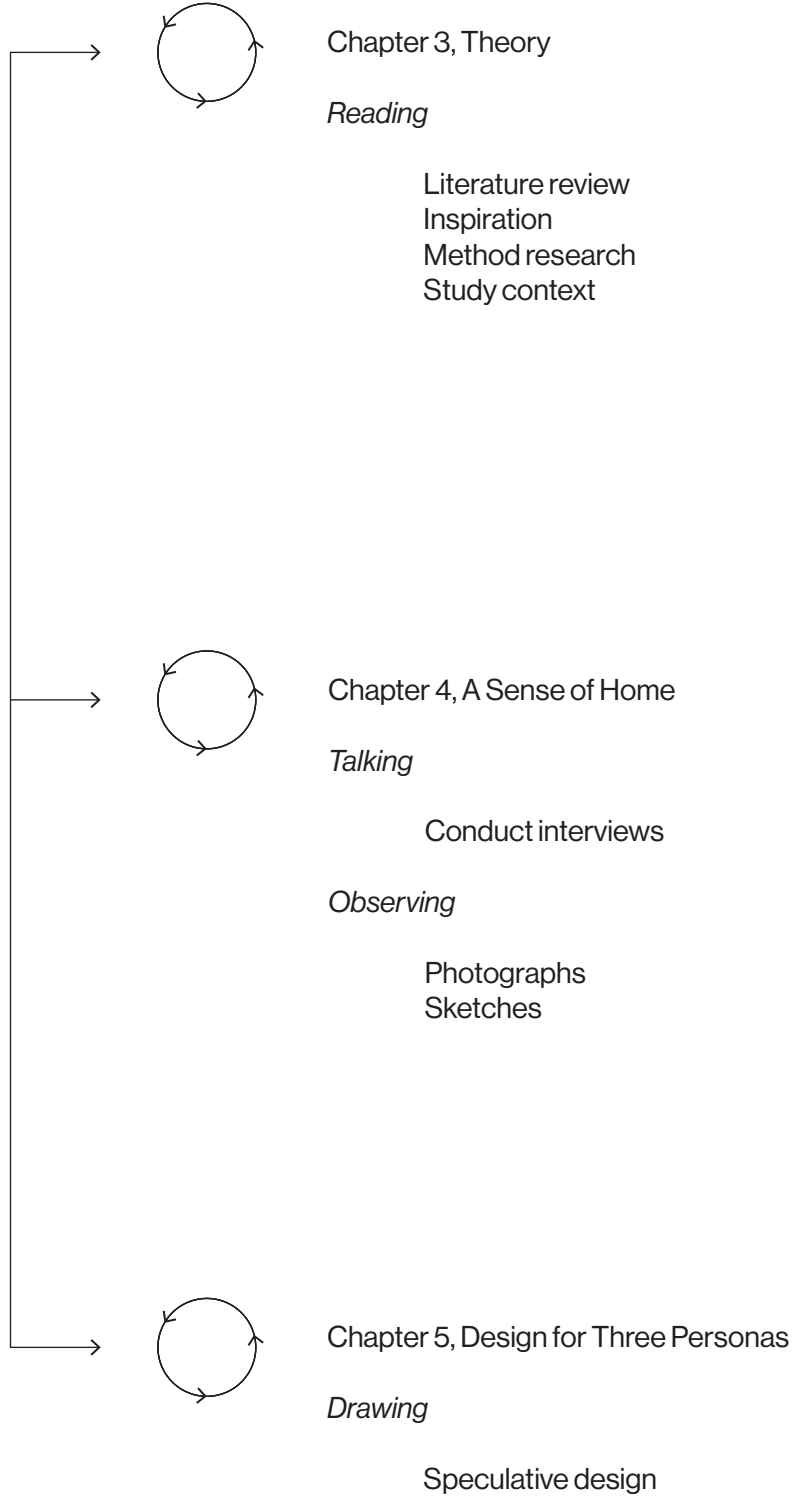 Chapter 3, Theory
Reading
Literature review
Inspiration
Method research
Study context
Chapter 4, A Sense of Home
Talking
Conduct interviews
Observing
Photographs
Sketches
Chapter 5, Design for Three Personas
Drawing
Speculative design